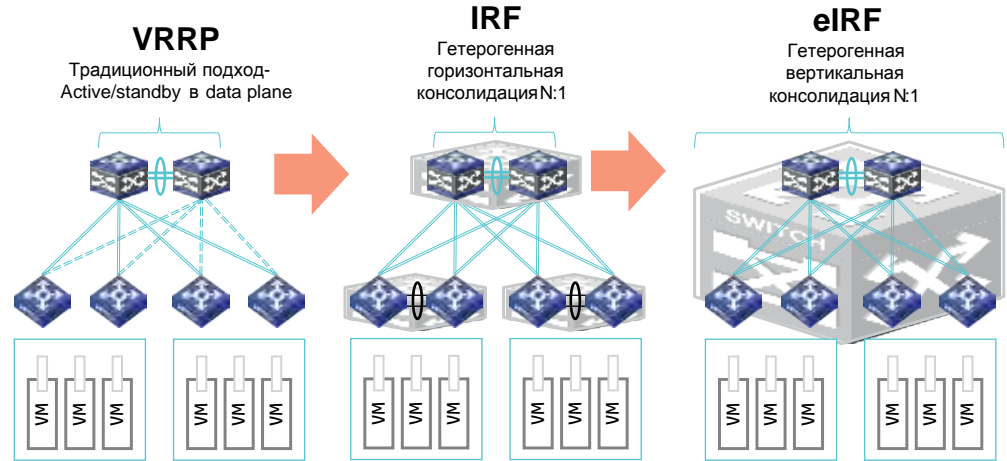 VRRP
Традиционный подход-
Active/standby в data plane
IRF
Гетерогенная
горизонтальная
консолидация N:1
eIRF
Гетерогенная
вертикальная
консолидация N:1
SWITCH
VM VM VM
VM VM VM
VM VM VM
VM VM VM
VM VM VM
VM VM VM